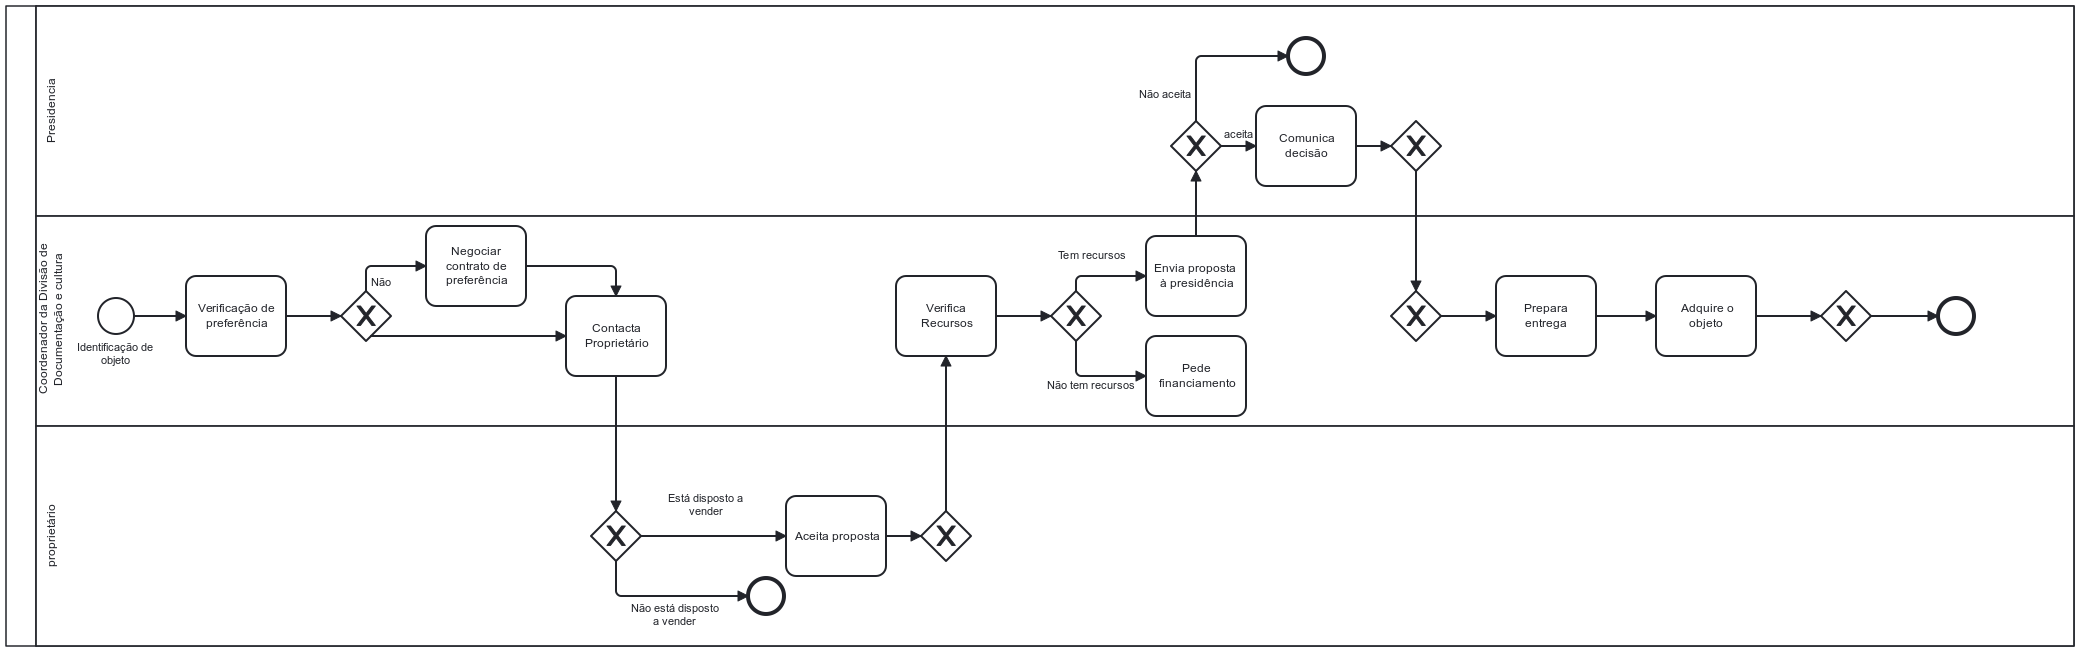 Presidencia
Não aceita
aceita
Comunica
decisão
Coordenador da Divisão de
Documentação e cultura
Identificação de
objeto
Verificação de
preferência
Não
Negociar
contrato de
preferência
Contacta
Proprietário
Verifica
Recursos
Tem recursos
Não tem recursos
Envia proposta
à presidência
Pede
financiamento
Prepara
entrega
Adquire o
objeto
proprietário
Está disposto a
vender
Não está disposto
a vender
Aceita proposta